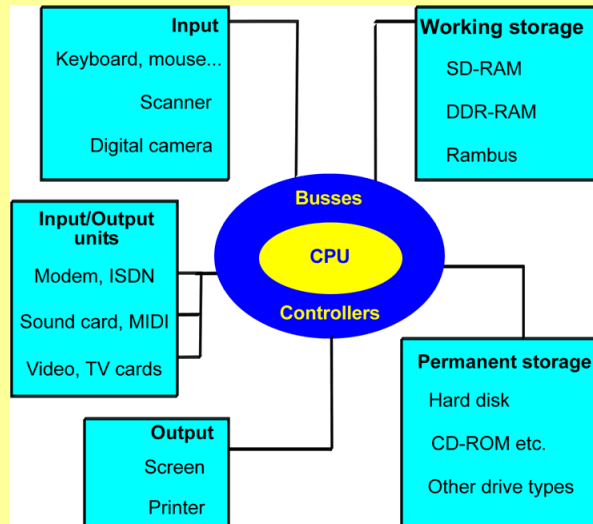 Input
Keyboard, mouse...
Scanner
Digital camera
Working storage
SD-RAM
DDR-RAM
Rambus
Busses
CPU
Controllers
Input/Output
units
Modem, ISDN
Sound card, MIDI
Video, TV cards
Permanent storage
Hard disk
CD-ROM etc.
Other drive types
Output
Screen
Printer